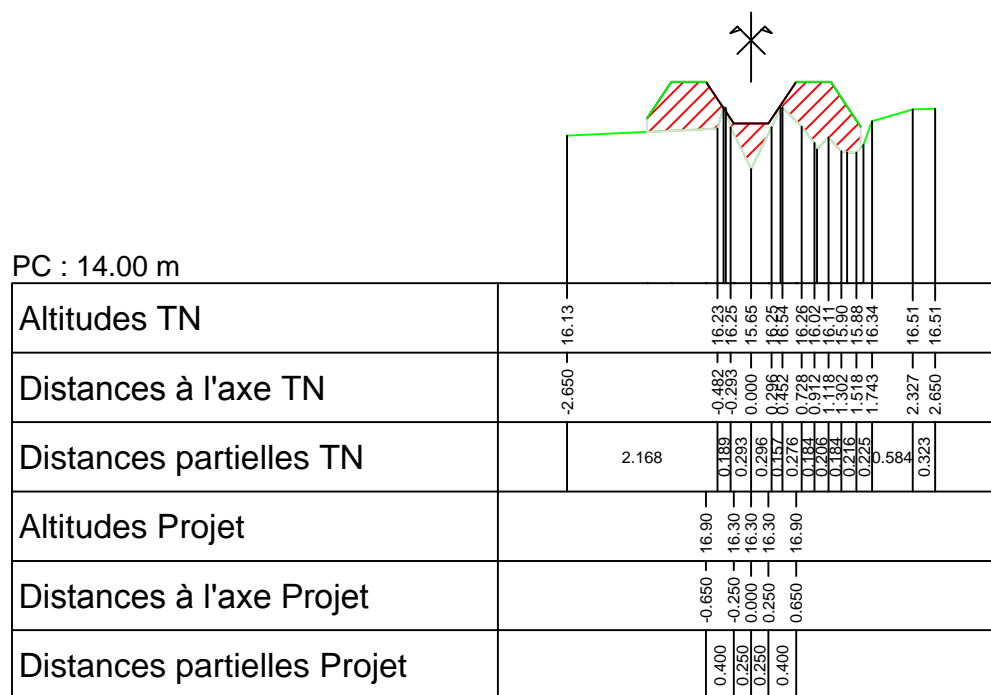 PC : 14.00 m
Altitudes TN
16.13 16.23 16.25 15.65 16.25 16.54 16.26 16.02 16.11 15.90 15.88 16.34 16.51 16.51
Distances à l'axe TN
-2.650 -0.482 -0.293 0.000 0.296 0.452 0.728 0.912 1.118 1.302 1.518 1.743 2.327 2.650
Distances partielles TN
2.168 0.189 0.293 0.296 0.157 0.276 0.184 0.206 0.184 0.216 0.225 0.584 0.323
Altitudes Projet
16.90 16.30 16.30 16.30 16.90
Distances à l'axe Projet
-0.650 -0.250 0.000 0.250 0.650
Distances partielles Projet
0.400 0.250 0.250 0.400